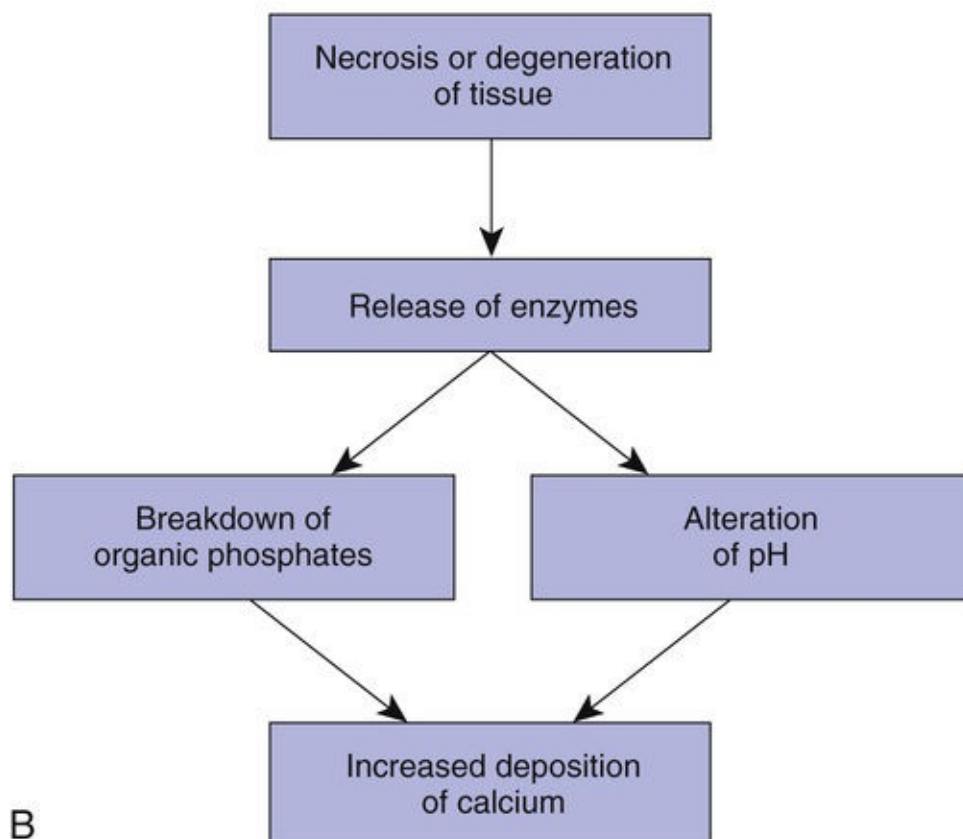 Necrosis or degeneration
of tissue
Release of enzymes
Breakdown of
organic phosphates
Alteration
of pH
Increased deposition
of calcium
B